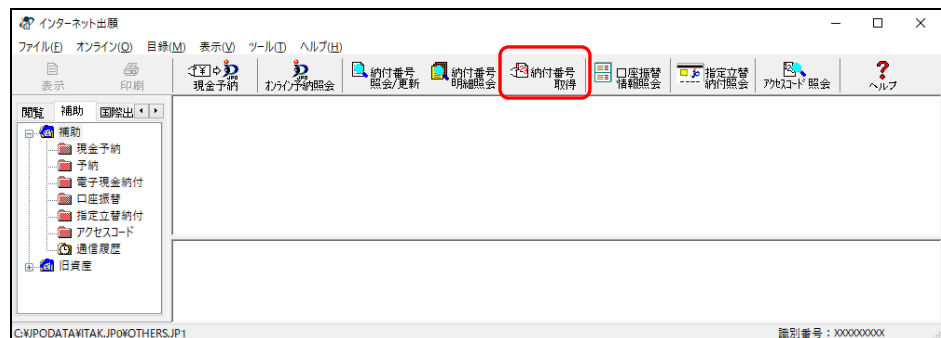 インターネット出願
ファイル(F) オンライン(O) 目録(M) 表示(V) ツール(T) ヘルプ(H)
表示
印刷
現金予納
オンライン予納照会
納付番号
照会/更新
納付番号
明細照会
納付番号
取得
口座振替
情報照会
指定立替
納付照会
アクセスコード照会
ヘルプ
閲覧 補助 国際出
補助
現金予納
予納
電子現金納付
口座振替
指定立替納付
アクセスコード
通信履歴
旧資産
C:¥JPODATA¥ITAK.JP0¥OTHERS.JP1
識別番号：XXXXXXXXX